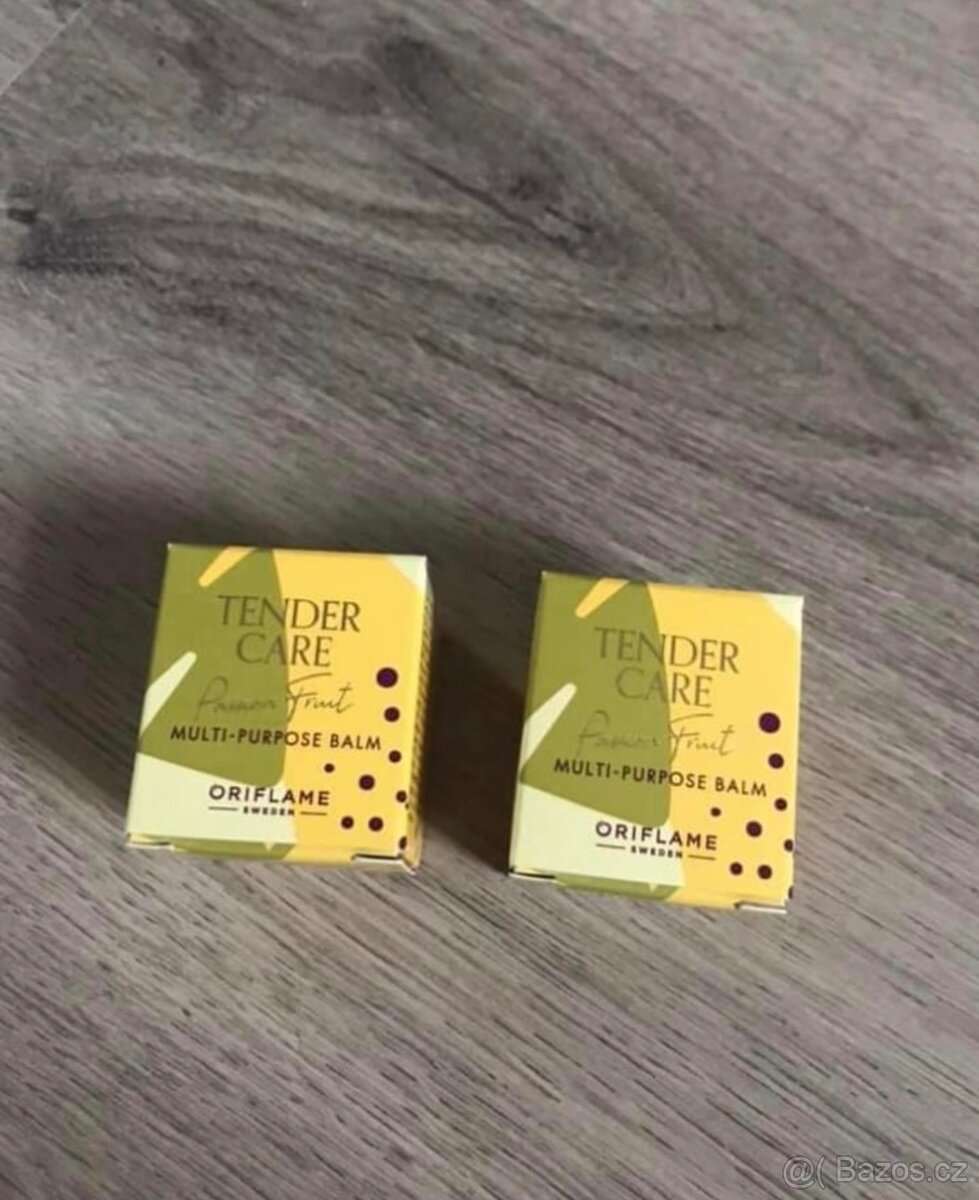 TENDER
CARE
Passion Fruit
MULTI-PURPOSE BALM
ORIFLAME
SWEDEN
TENDER
CARE
Passion Fruit
MULTI-PURPOSE BALM
ORIFLAME
SWEDEN
@( Bazos.cz